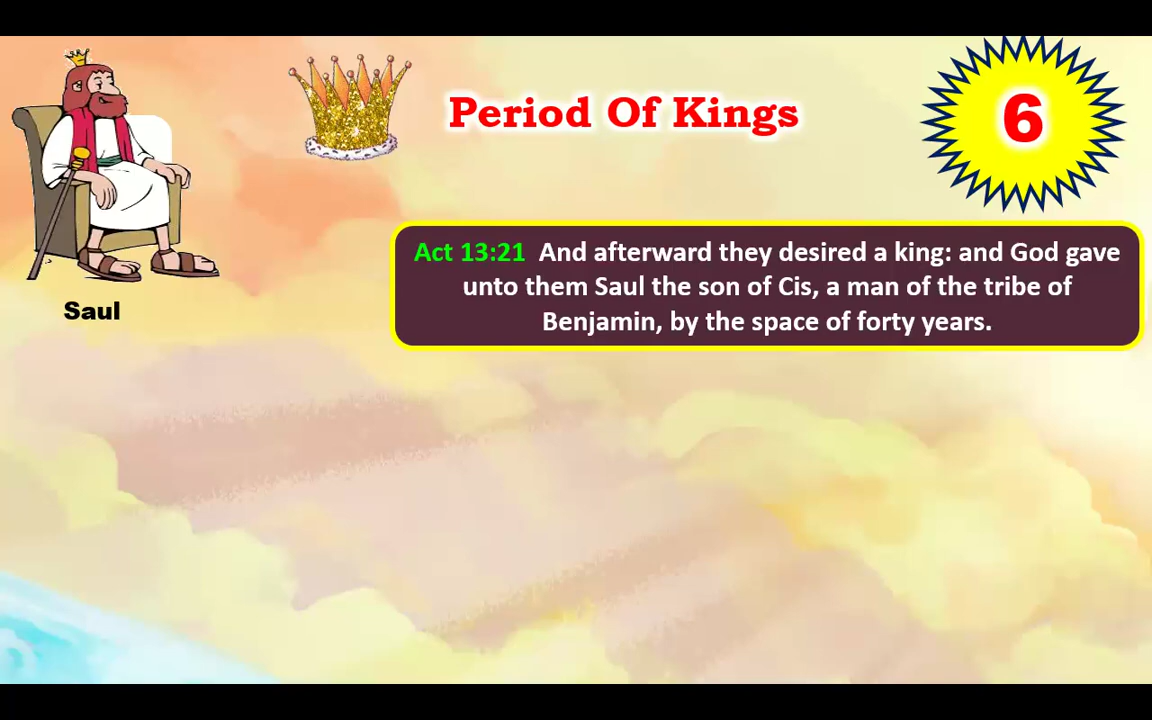 Period Of Kings
6
Act 13:21 And afterward they desired a king: and God gave
unto them Saul the son of Cis, a man of the tribe of
Benjamin, by the space of forty years.
Saul